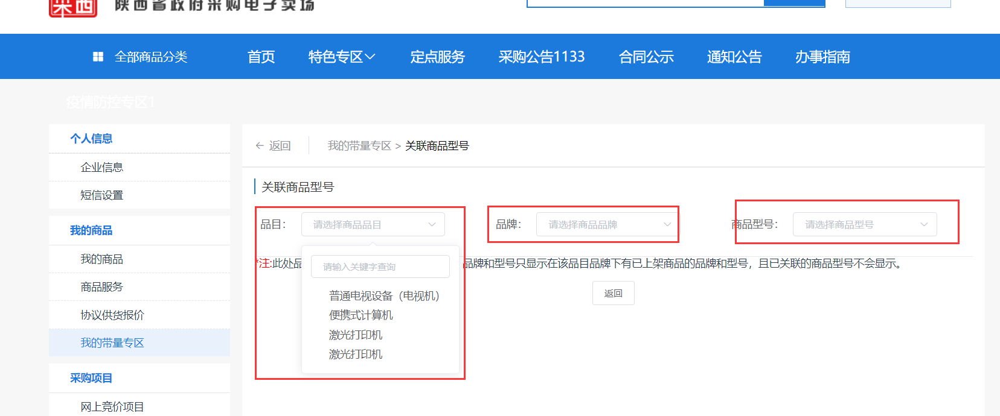 采西
陕西省政府采购电子卖场
全部商品分类
首页
特色专区
定点服务
采购公告1133
合同公示
通知公告
办事指南
疫情防控专区1
个人信息
企业信息
短信设置
我的商品
我的商品
商品服务
协议供货报价
我的带量专区
采购项目
网上竞价项目
返回
我的带量专区 > 关联商品型号
关联商品型号
品目：
请选择商品品目
品牌：
请选择商品品牌
商品型号：
请选择商品型号
*注:此处品
品牌和型号只显示在该品目品牌下有已上架商品的品牌和型号，且已关联的商品型号不会显示。
请输入关键字查询
普通电视设备（电视机）
便携式计算机
激光打印机
激光打印机
返回